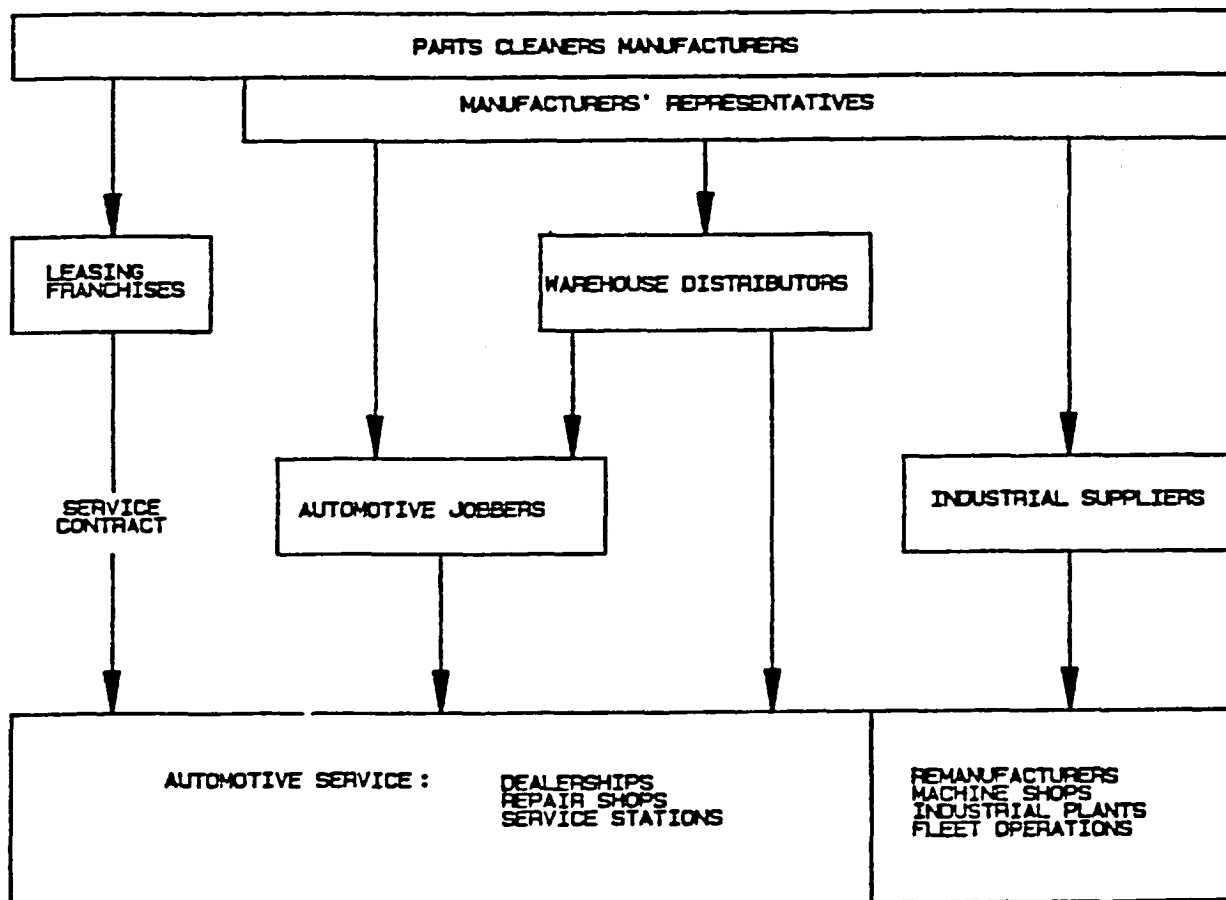 PARTS CLEANERS MANUFACTURERS
MANUFACTURERS' REPRESENTATIVES
LEASING
FRANCHISES
WAREHOUSE DISTRIBUTORS
SERVICE
CONTRACT
AUTOMOTIVE JOBBERS
INDUSTRIAL SUPPLIERS
AUTOMOTIVE SERVICE :
DEALERSHIPS
REPAIR SHOPS
SERVICE STATIONS
REMANUFACTURERS
MACHINE SHOPS
INDUSTRIAL PLANTS
FLEET OPERATIONS